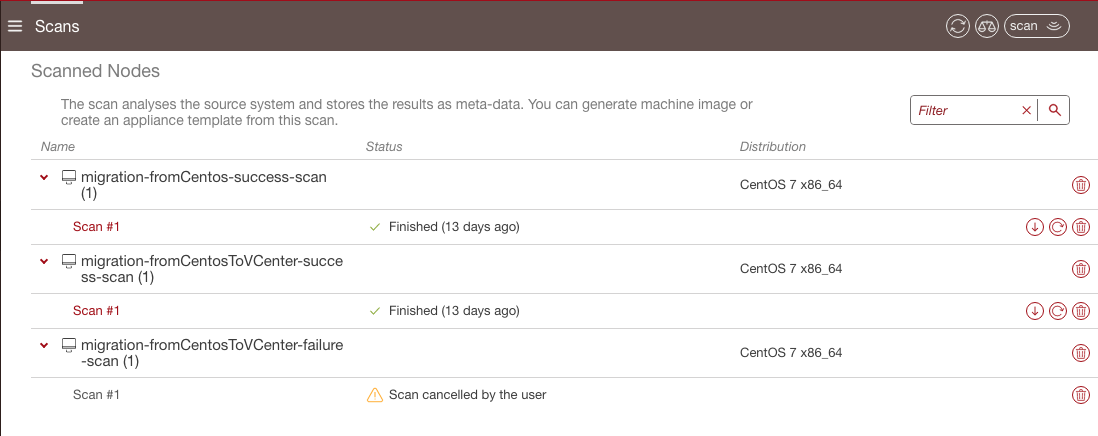 Scans
scan
Scanned Nodes
The scan analyses the source system and stores the results as meta-data. You can generate machine image or
create an appliance template from this scan.
Filter
Name Status Distribution
migration-fromCentos-success-scan
(1)
CentOS 7 x86_64
Scan #1 Finished (13 days ago)
migration-fromCentosToVCenter-succe
ss-scan (1)
CentOS 7 x86_64
Scan #1 Finished (13 days ago)
migration-fromCentosToVCenter-failure
-scan (1)
CentOS 7 x86_64
Scan #1 Scan cancelled by the user